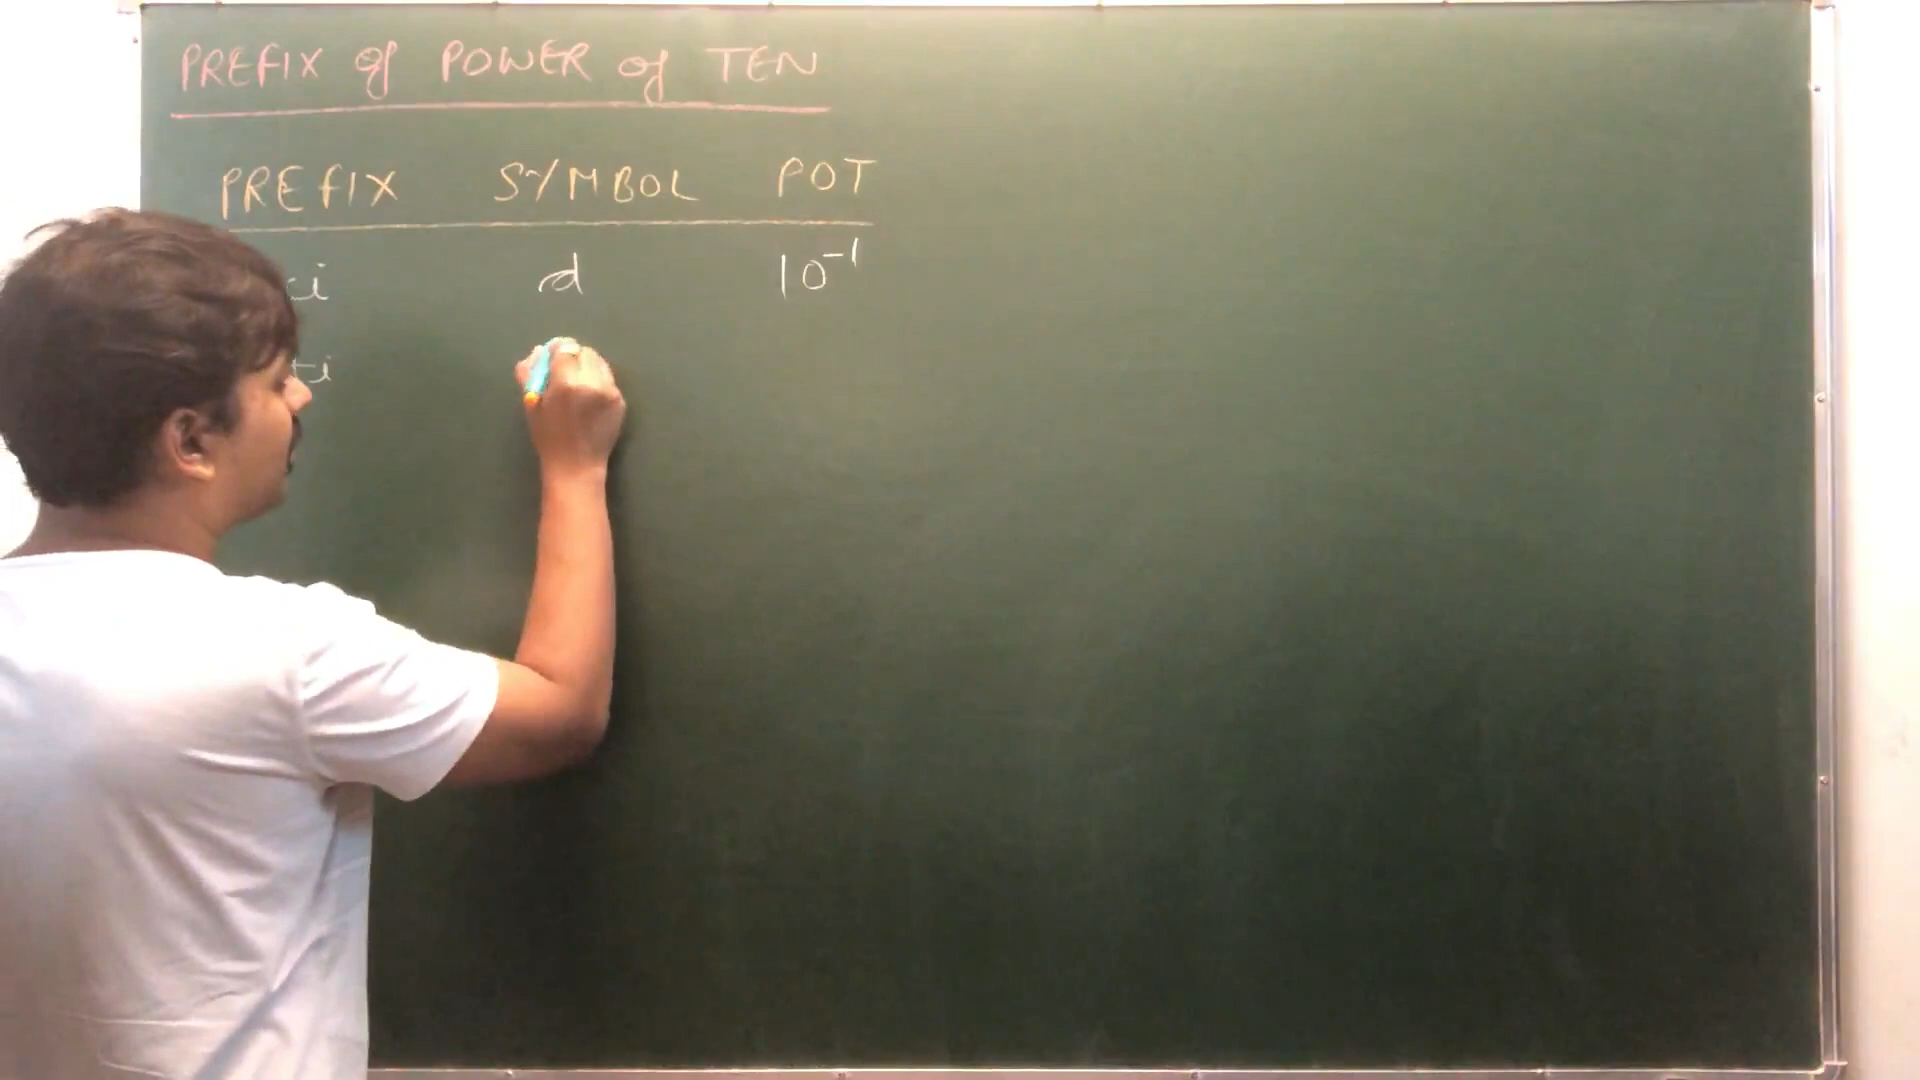 PREFIX of POWER of TEN
PREFIX SYMBOL POT
d 10⁻¹